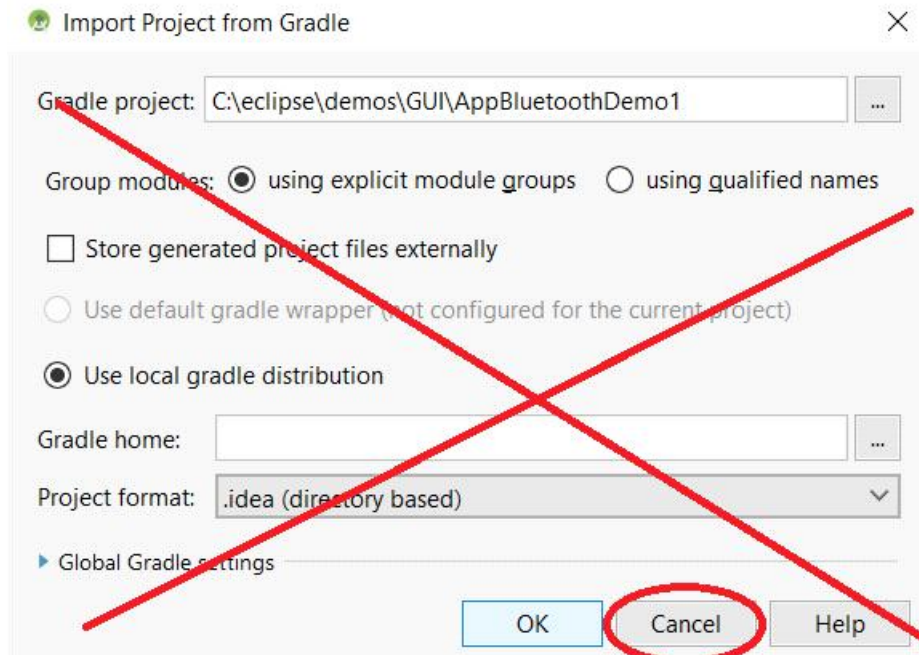 Import Project from Gradle
Gradle project: C:\eclipse\demos\GUI\AppBluetoothDemo1 ...
Group modules: using explicit module groups using qualified names
Store generated project files externally
Use default gradle wrapper (not configured for the current project)
Use local gradle distribution
Gradle home: ...
Project format: .idea (directory based)
Global Gradle settings
OK Cancel Help